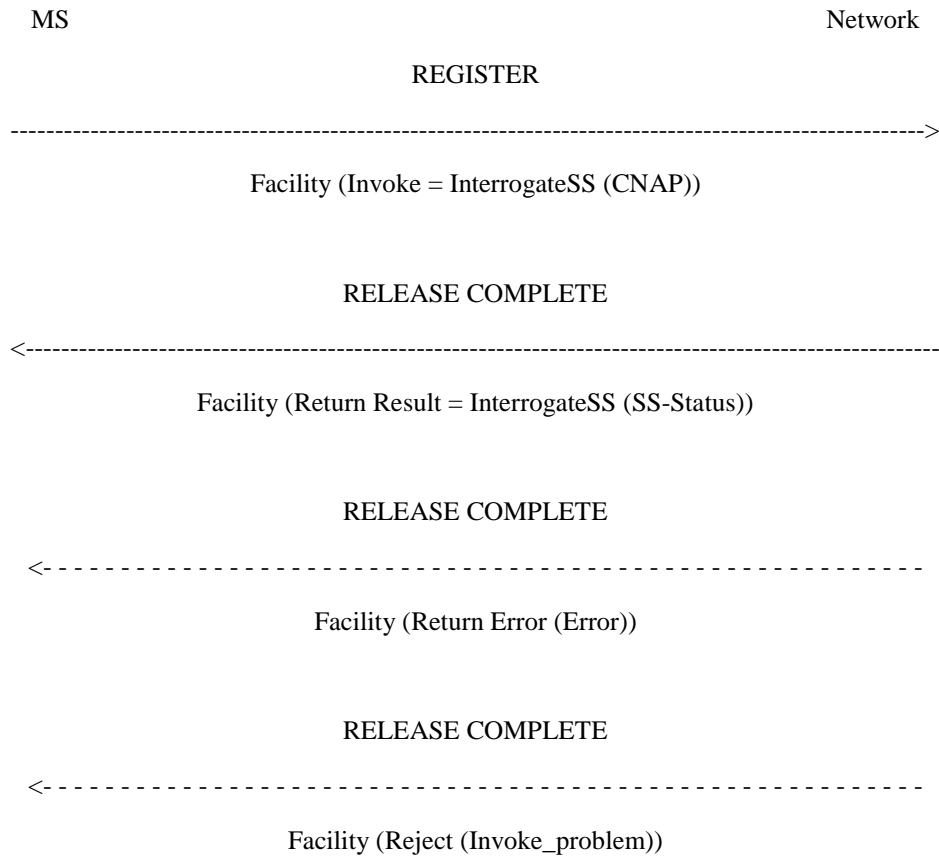 MS Network
REGISTER
------------------------------------------------------------------------------------------------------->
Facility (Invoke = InterrogateSS (CNAP))
RELEASE COMPLETE
<-------------------------------------------------------------------------------------------------------
Facility (Return Result = InterrogateSS (SS-Status))
RELEASE COMPLETE
<- - - - - - - - - - - - - - - - - - - - - - - - - - - - - - - - - - - - - - - - - - - - - - - - - - - - - - - - - -
Facility (Return Error (Error))
RELEASE COMPLETE
<- - - - - - - - - - - - - - - - - - - - - - - - - - - - - - - - - - - - - - - - - - - - - - - - - - - - - - - - - -
Facility (Reject (Invoke_problem))